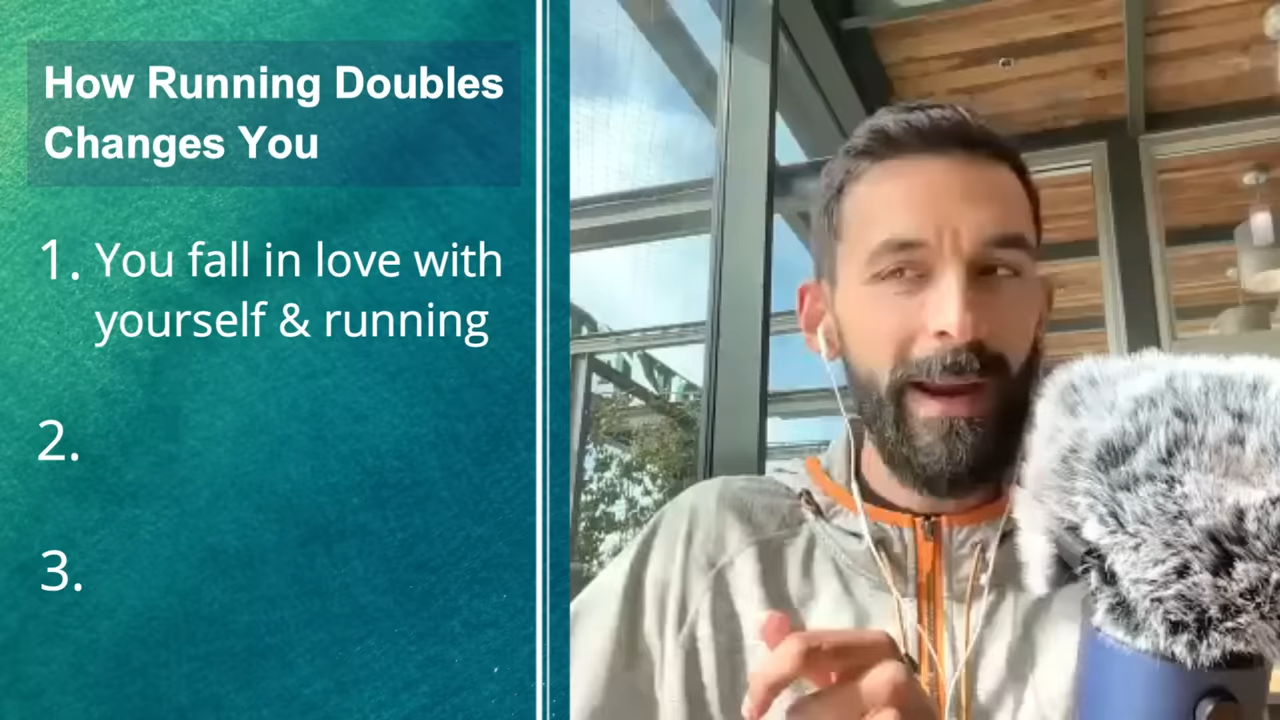 How Running Doubles
Changes You
1. You fall in love with
yourself & running
2.
3.